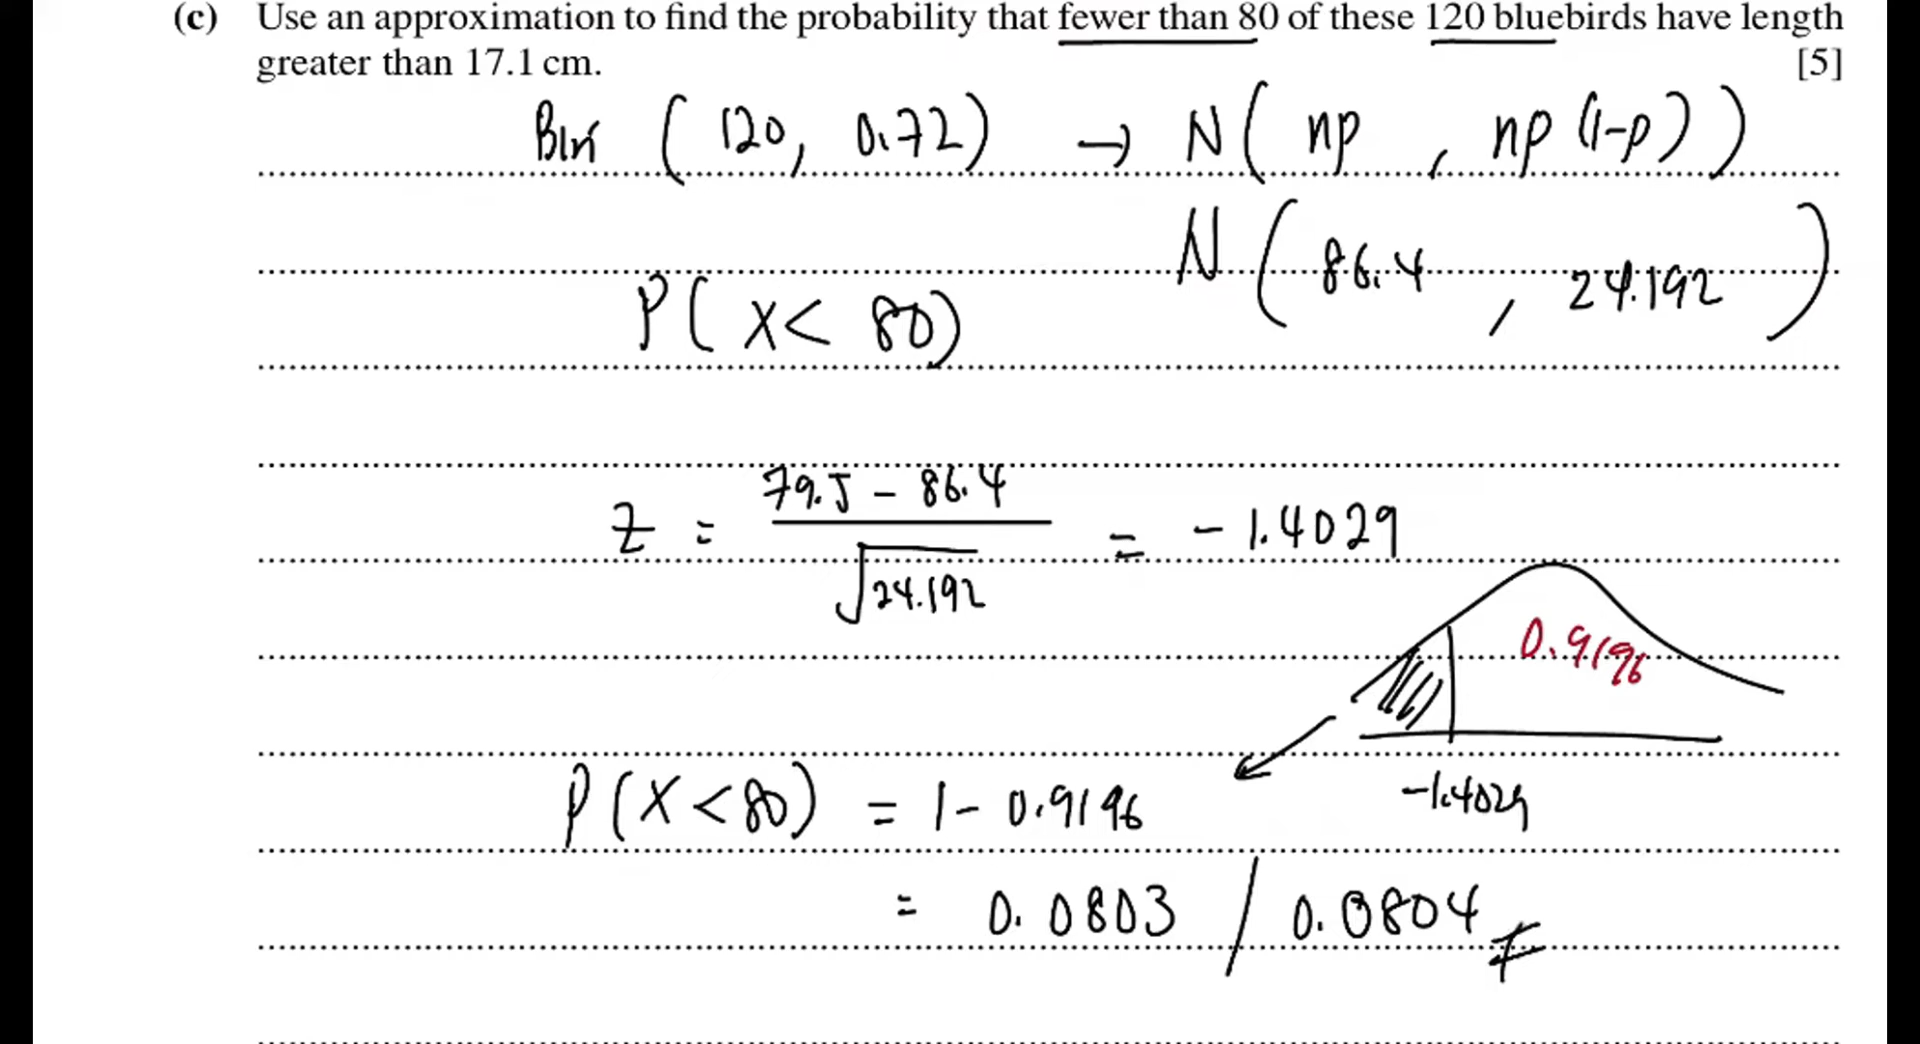 (c) Use an approximation to find the probability that fewer than 80 of these 120 bluebirds have length
greater than 17.1 cm. [5]
Bin ( 120, 0.72) → N( np , np (1-p))
N ( 86.4 , 24.192 )
P( X < 80)
Z = 79.5 - 86.4 / √24.192 = - 1.4029
0.9196
-1.4029
P(X < 80) = 1 - 0.9196
= 0.0803 / 0.0804